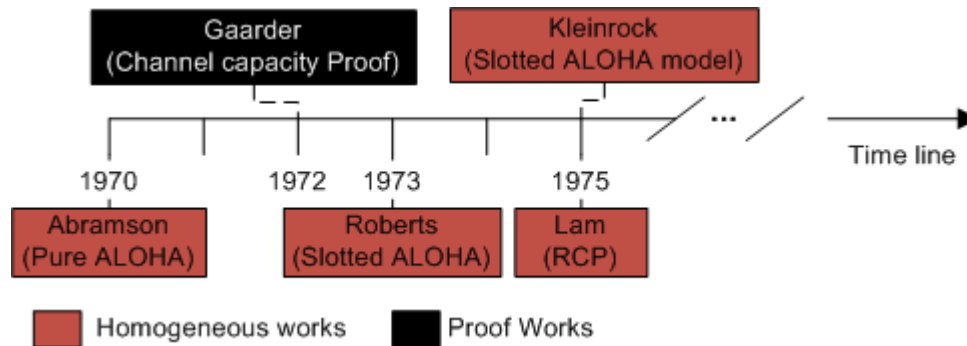 Gaarder
(Channel capacity Proof)
Kleinrock
(Slotted ALOHA model)
...
Time line
1970
1972
1973
1975
Abramson
(Pure ALOHA)
Roberts
(Slotted ALOHA)
Lam
(RCP)
Homogeneous works
Proof Works